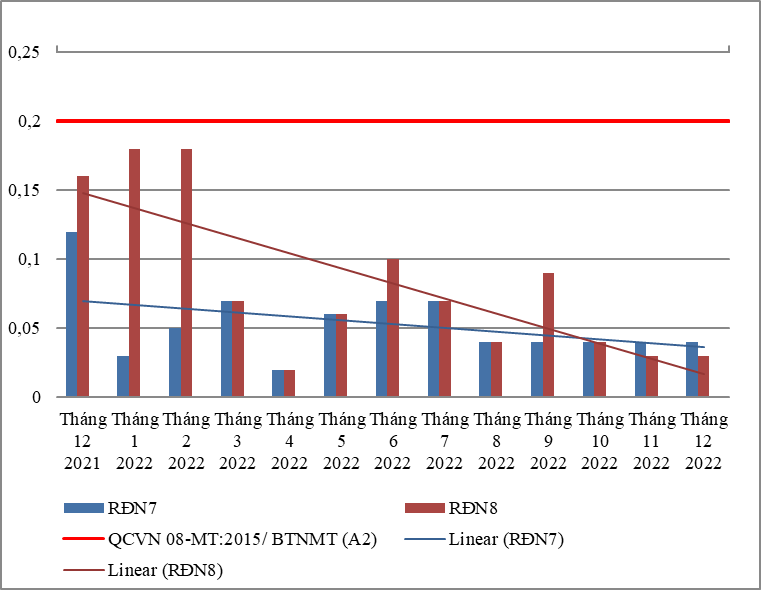 0,25
0,2
0,15
0,1
0,05
0
Tháng 12 2021
Tháng 1 2022
Tháng 2 2022
Tháng 3 2022
Tháng 4 2022
Tháng 5 2022
Tháng 6 2022
Tháng 7 2022
Tháng 8 2022
Tháng 9 2022
Tháng 10 2022
Tháng 11 2022
Tháng 12 2022
RĐN7
RĐN8
QCVN 08-MT:2015/ BTNMT (A2)
Linear (RĐN7)
Linear (RĐN8)